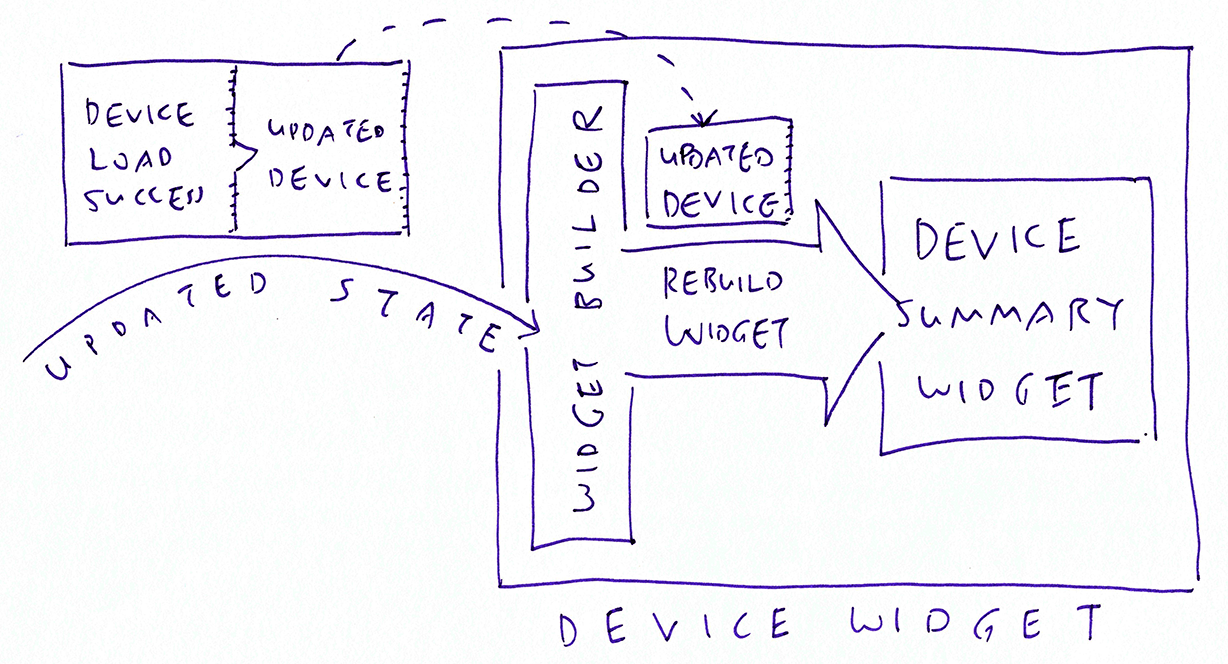 DEVICE
LOAD
SUCCESS
UPDATED
DEVICE
UPDATED STATE
WIDGET BUILDER
UPDATED
DEVICE
REBUILD
WIDGET
DEVICE
SUMMARY
WIDGET
DEVICE WIDGET